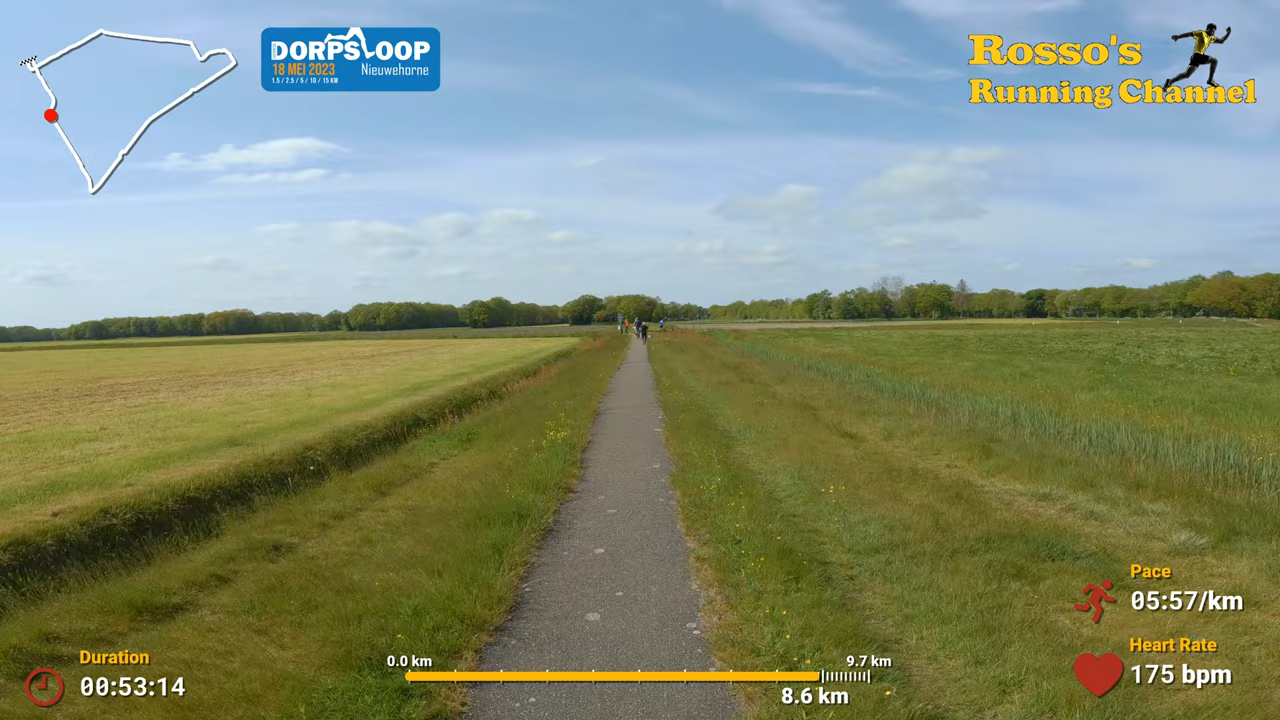 DORPSLOOP
18 MEI 2023
Nieuwehorne
1.5 / 2.5 / 5 / 10 / 15 KM
Rosso's
Running Channel
Pace
05:57/km
Heart Rate
175 bpm
Duration
00:53:14
0.0 km
9.7 km
8.6 km